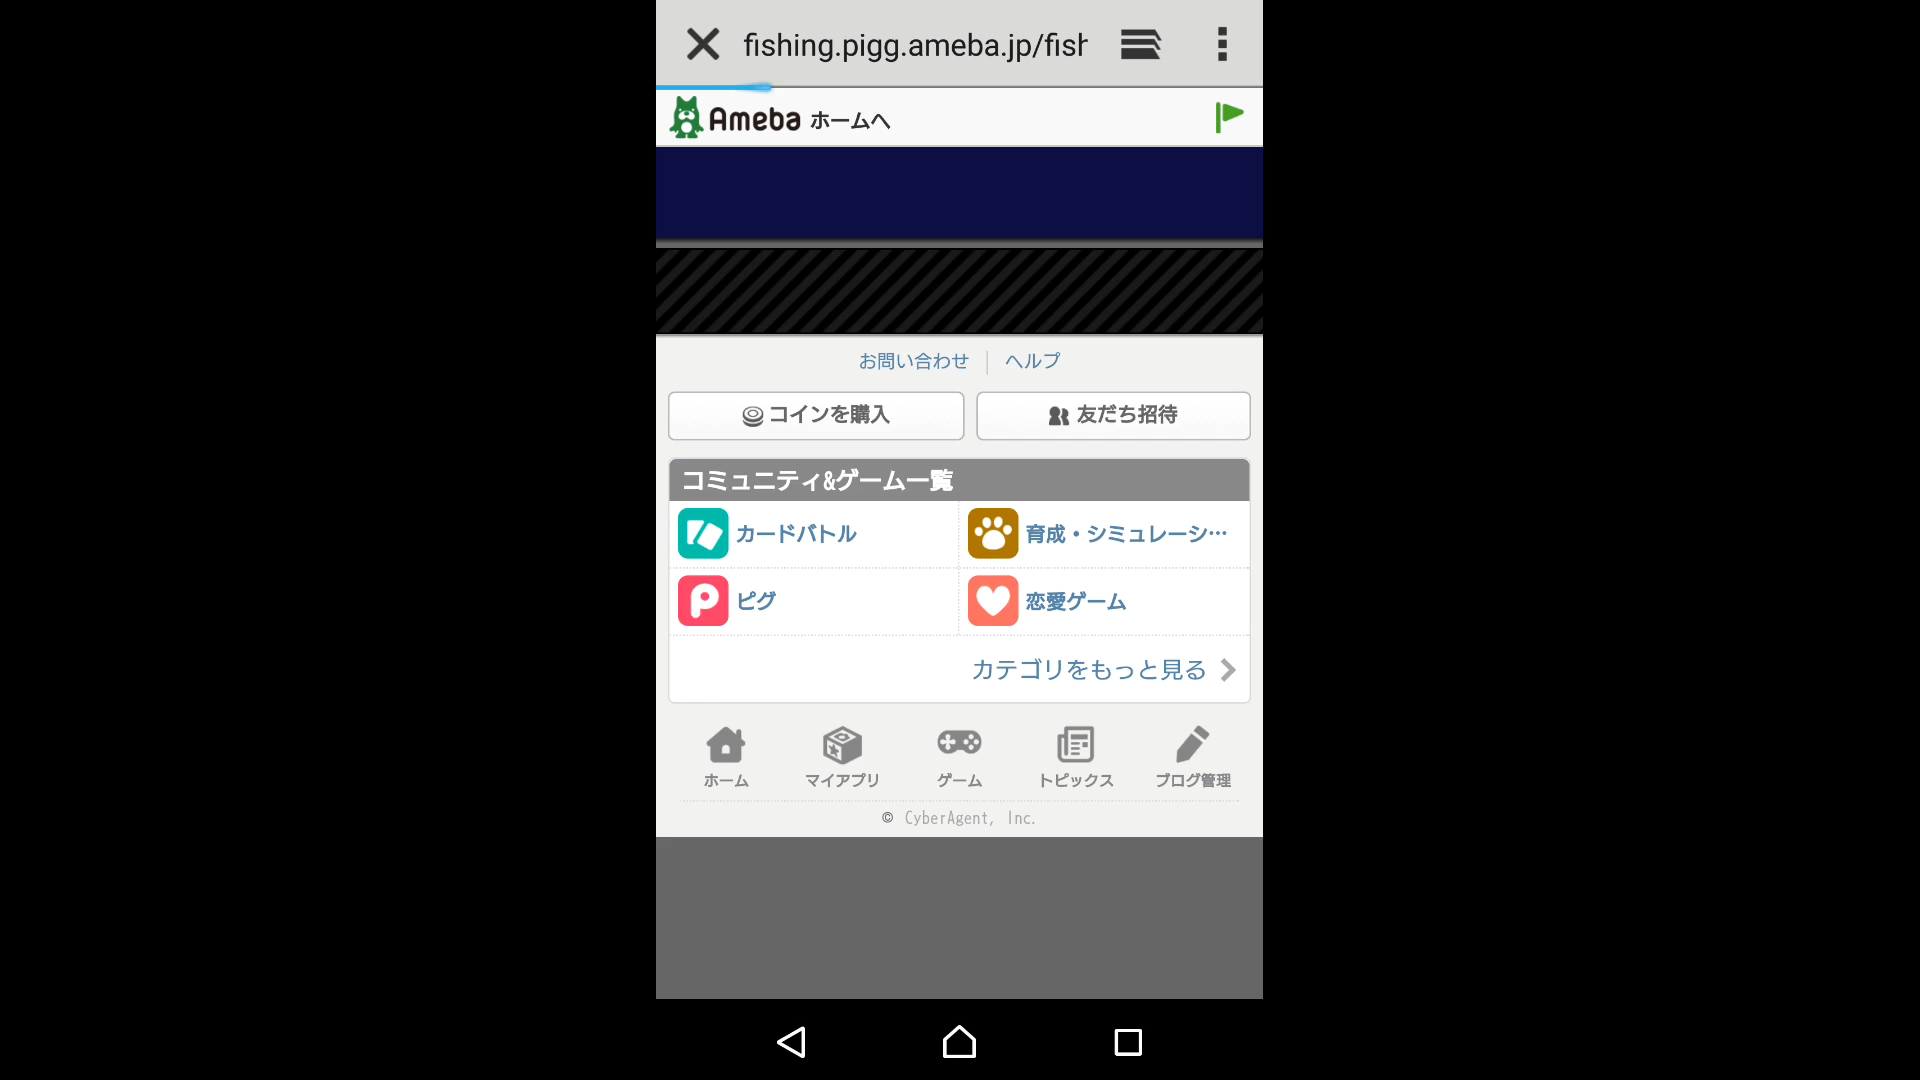 fishing.pigg.ameba.jp/fish
Ameba ホームへ
お問い合わせ
ヘルプ
コインを購入
友だち招待
コミュニティ&ゲーム一覧
カードバトル
育成・シミュレーシ…
ピグ
恋愛ゲーム
カテゴリをもっと見る
ホーム
マイアプリ
ゲーム
トピックス
ブログ管理
© CyberAgent, Inc.